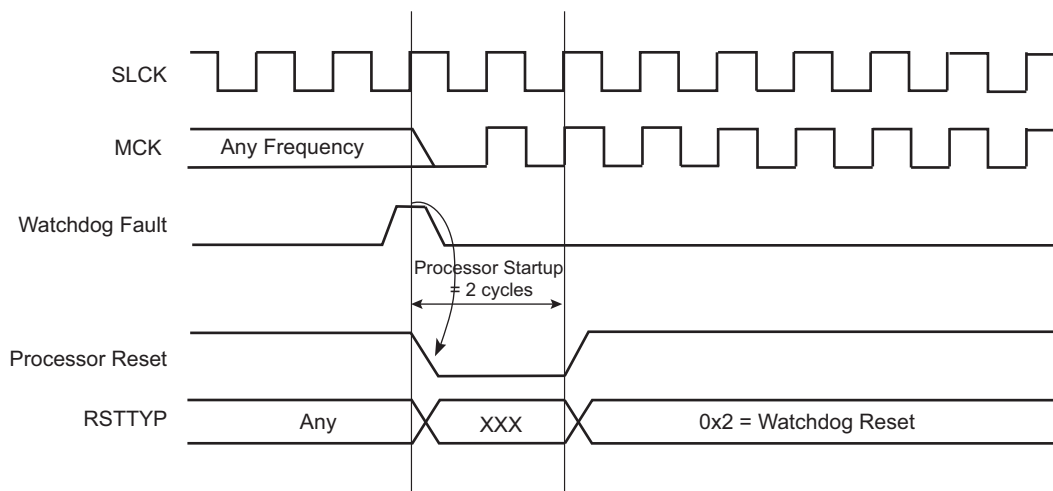 SLCK
MCK
Any Frequency
Watchdog Fault
Processor Startup
= 2 cycles
Processor Reset
RSTTYP
Any
XXX
0x2 = Watchdog Reset